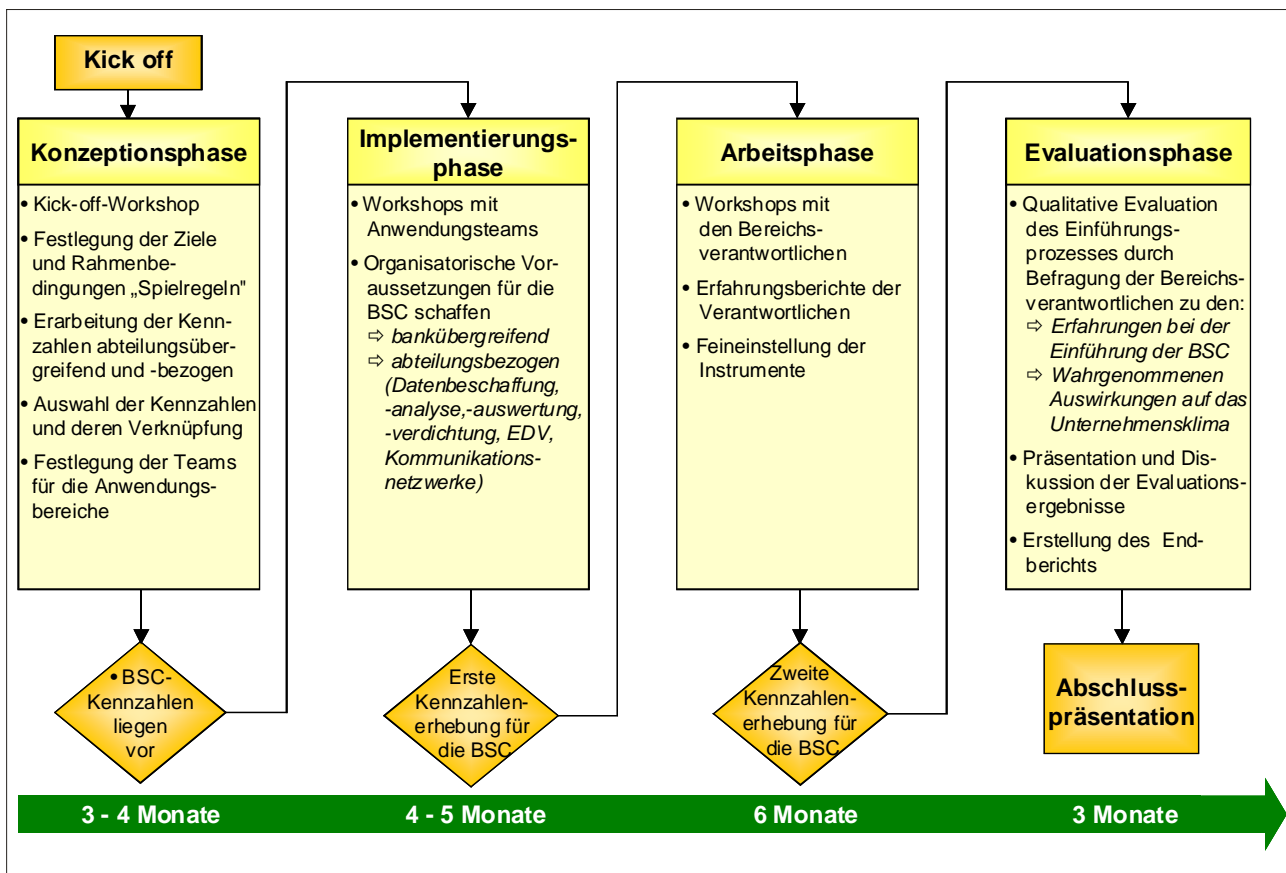 Kick off
Konzeptionsphase
• Kick-off-Workshop
• Festlegung der Ziele
und Rahmenbe-
dingungen „Spielregeln"
• Erarbeitung der Kenn-
zahlen abteilungsüber-
greifend und -bezogen
• Auswahl der Kennzahlen
und deren Verknüpfung
• Festlegung der Teams
für die Anwendungs-
bereiche
• BSC-
Kennzahlen
liegen
vor
Implementierungs-
phase
• Workshops mit
Anwendungsteams
• Organisatorische Vor-
aussetzungen für die
BSC schaffen
⇨ bankübergreifend
⇨ abteilungsbezogen
(Datenbeschaffung,
-analyse,-auswertung,
-verdichtung, EDV,
Kommunikations-
netzwerke)
Erste
Kennzahlen-
erhebung für
die BSC
Arbeitsphase
• Workshops mit
den Bereichs-
verantwortlichen
• Erfahrungsberichte der
Verantwortlichen
• Feineinstellung der
Instrumente
Zweite
Kennzahlen-
erhebung für
die BSC
Evaluationsphase
• Qualitative Evaluation
des Einführungs-
prozesses durch
Befragung der Bereichs-
verantwortlichen zu den:
⇨ Erfahrungen bei der
Einführung der BSC
⇨ Wahrgenommenen
Auswirkungen auf das
Unternehmensklima
• Präsentation und Dis-
kussion der Evaluations-
ergebnisse
• Erstellung des End-
berichts
Abschluss-
präsentation
3 - 4 Monate
4 - 5 Monate
6 Monate
3 Monate